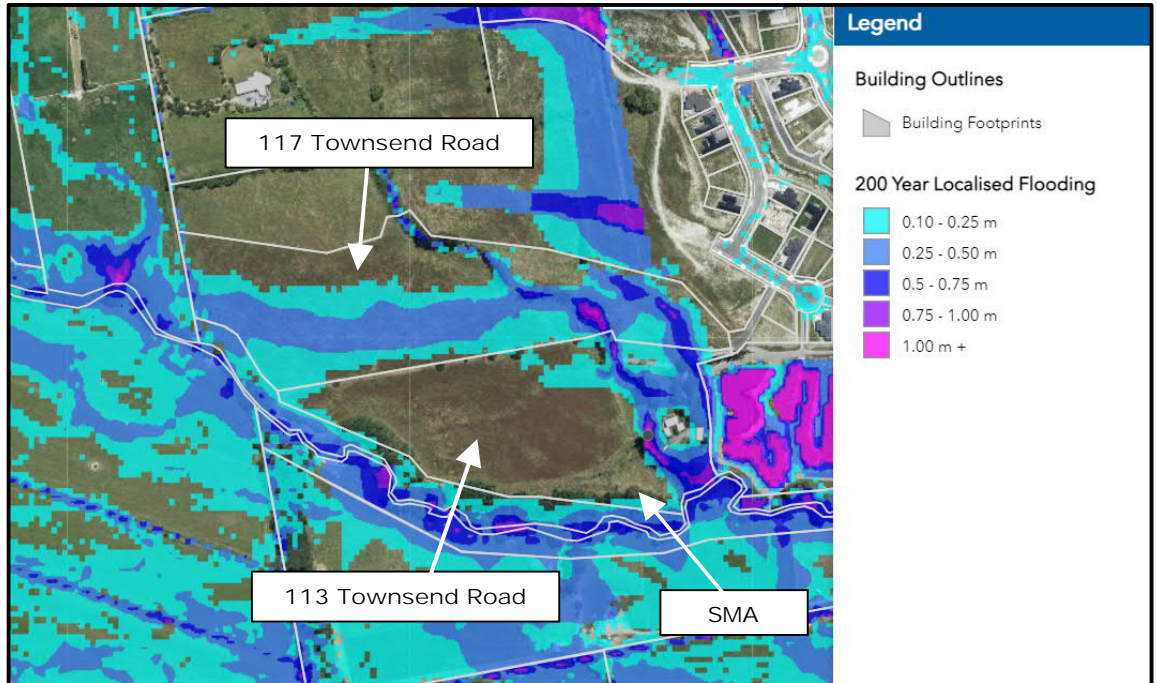 Legend
Building Outlines
Building Footprints
200 Year Localised Flooding
0.10 - 0.25 m
0.25 - 0.50 m
0.5 - 0.75 m
0.75 - 1.00 m
1.00 m +
117 Townsend Road
113 Townsend Road
SMA